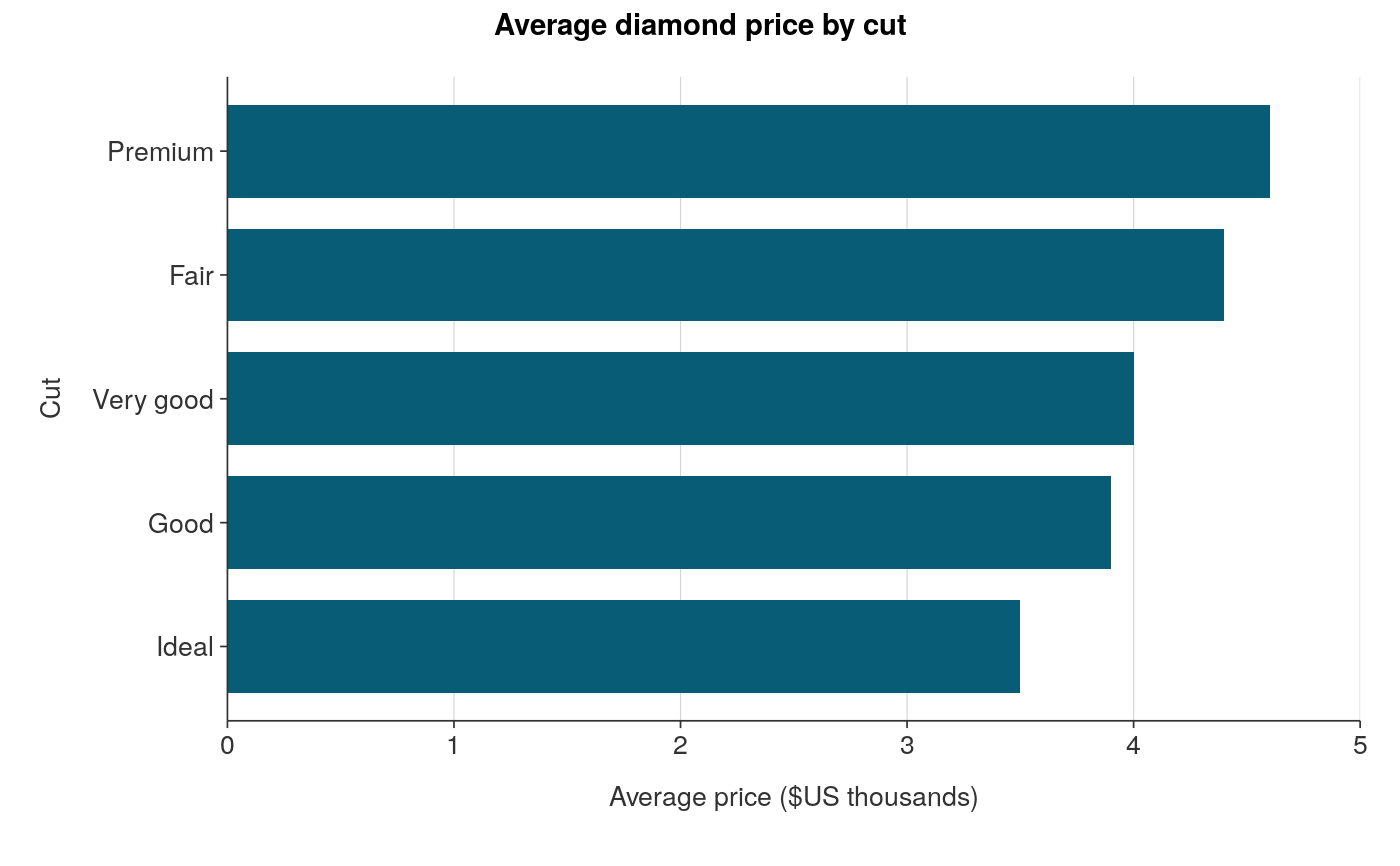 Average diamond price by cut
Premium
Fair
Very good
Good
Ideal
Cut
0 1 2 3 4 5
Average price ($US thousands)